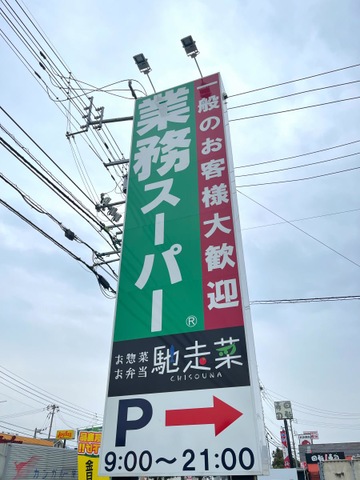 業務スーパー
®
一般のお客様大歓迎
お惣菜
お弁当
馳走菜
CHISOUNA
P
9:00〜21:00